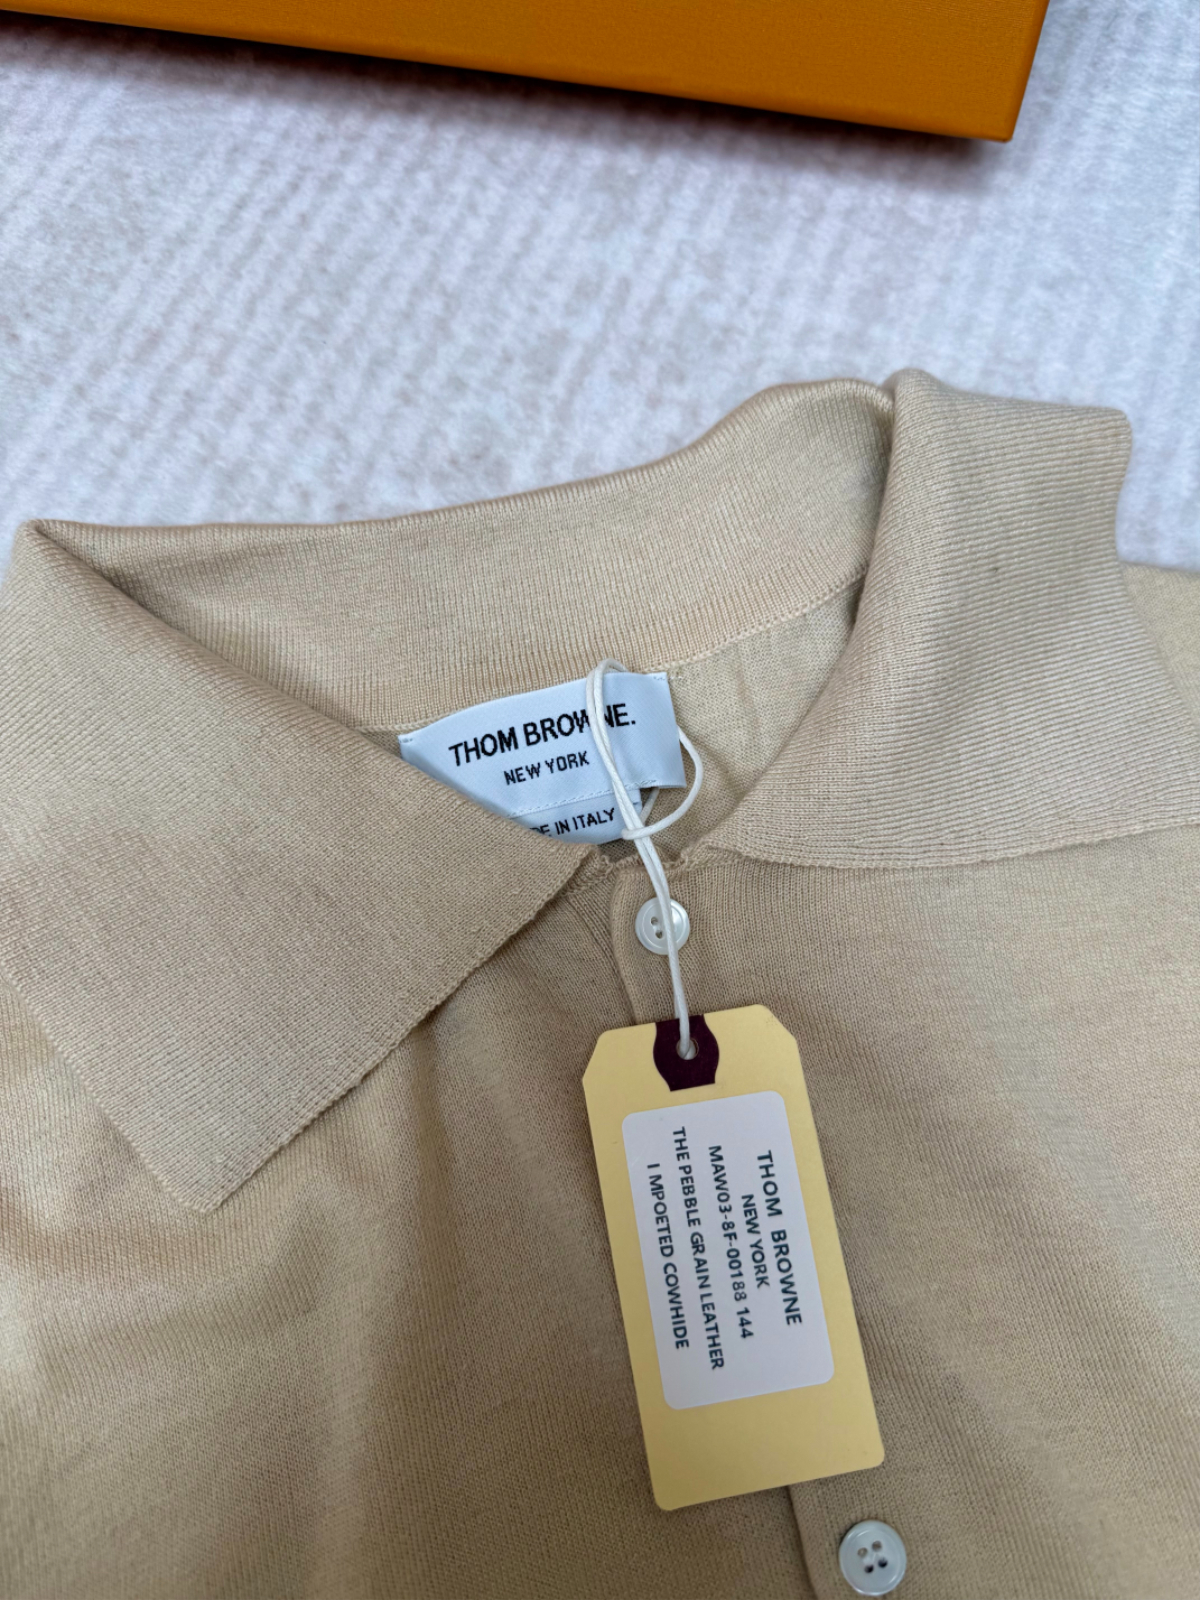 THOM BROWNE.
NEW YORK
DE IN ITALY
THOM BROWNE
NEW YORK
MAW03-8F-00188 144
THE PEBBLE GRAIN LEATHER
I MPOETED COWHIDE